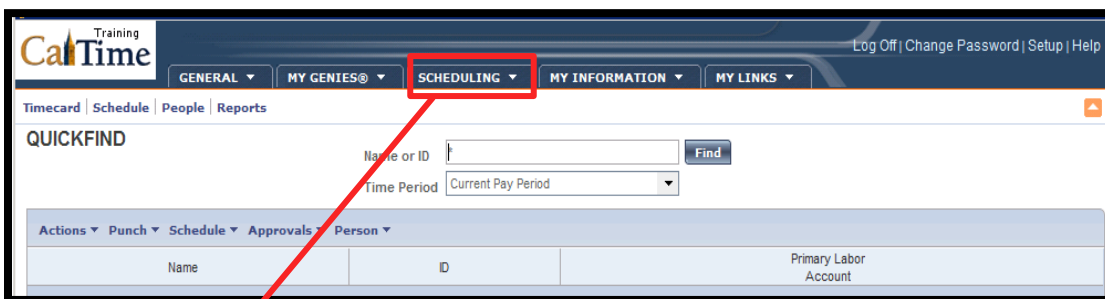 Training
CalTime
Log Off | Change Password | Setup | Help
GENERAL ▼ MY GENIES® ▼ SCHEDULING ▼ MY INFORMATION ▼ MY LINKS ▼
Timecard | Schedule | People | Reports
QUICKFIND
Name or ID * Find
Time Period Current Pay Period
Actions ▼ Punch ▼ Schedule ▼ Approvals ▼ Person ▼
Name ID Primary Labor
Account